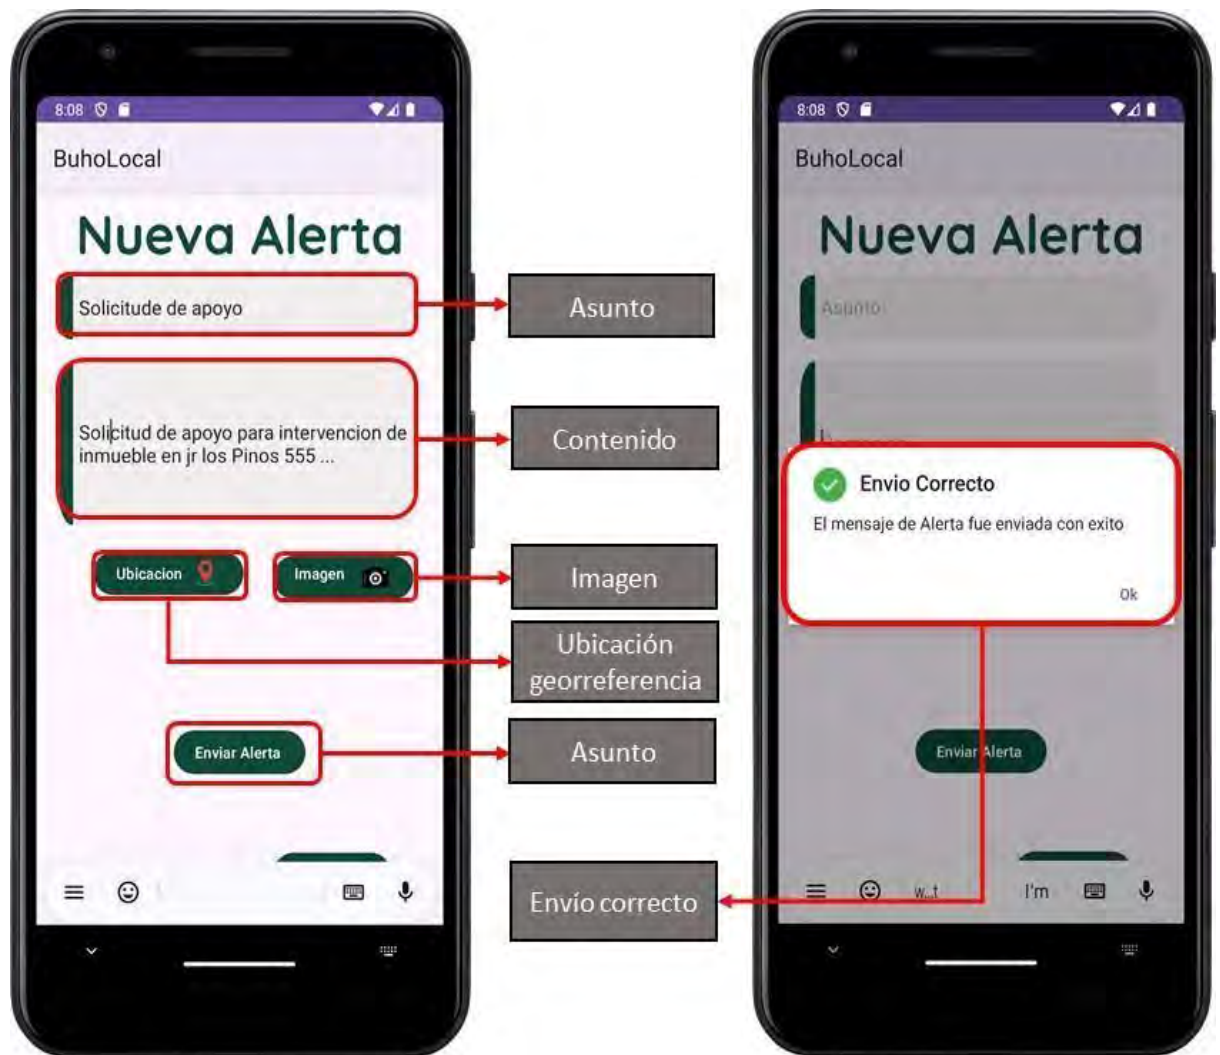 8:08
BuhoLocal
Nueva Alerta
Solicitude de apoyo
Solicitud de apoyo para intervencion de
inmueble en jr los Pinos 555 ...
Ubicacion
Imagen
Enviar Alerta
Asunto
Contenido
Imagen
Ubicación
georreferencia
Asunto
Envío correcto
8:08
BuhoLocal
Nueva Alerta
Asunto
Envio Correcto
El mensaje de Alerta fue enviada con exito
Ok
Enviar Alerta
w...t
I'm